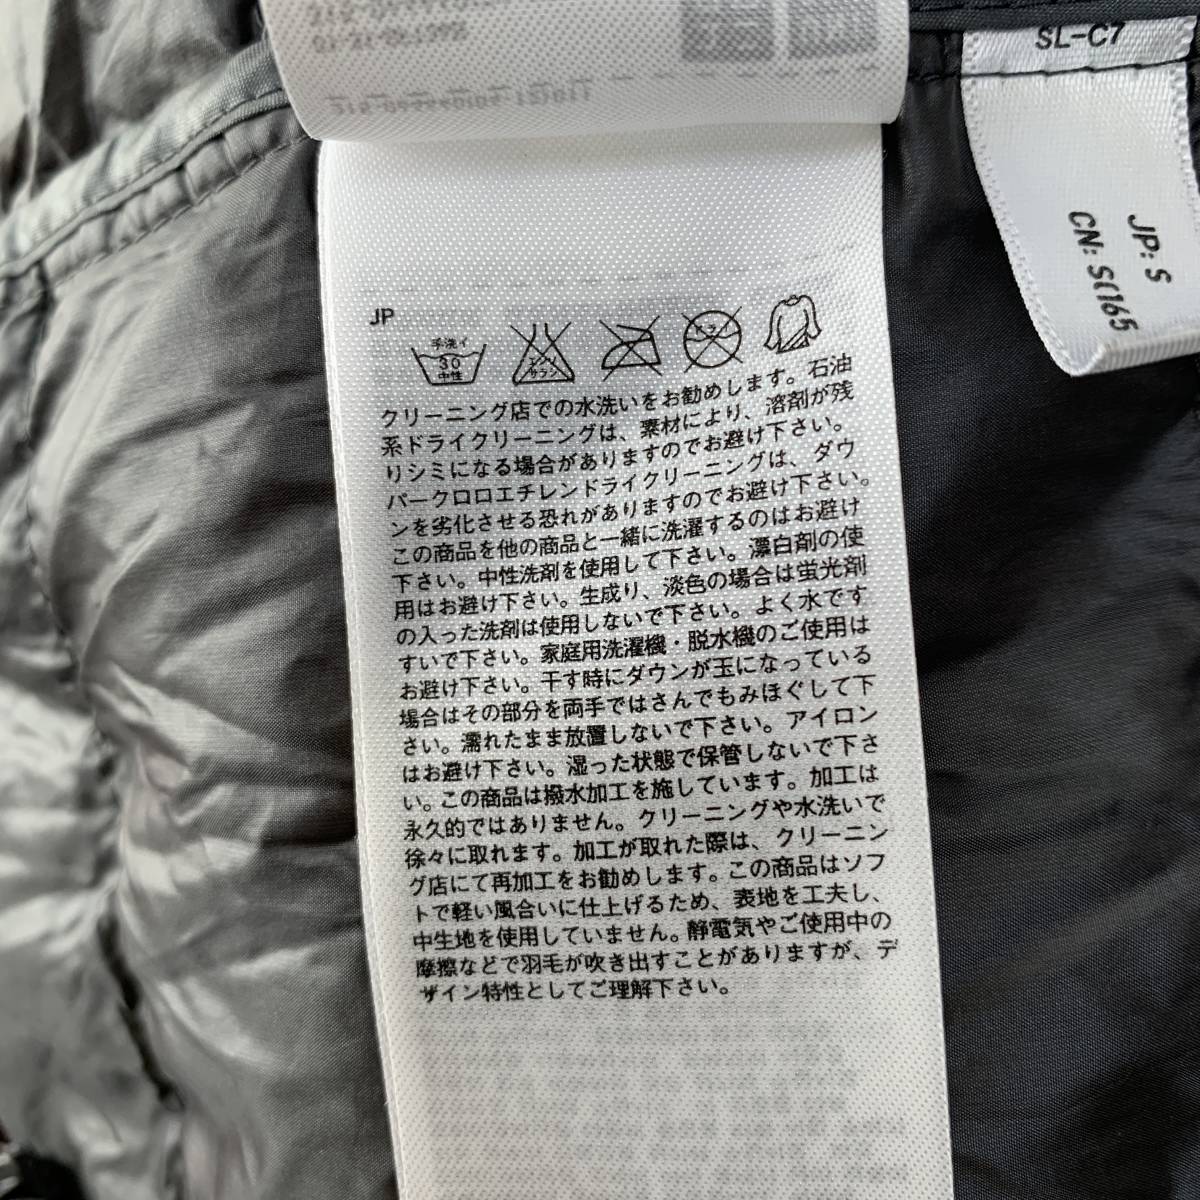 SL-C7
JP: S
CN: S(165
JP
手洗イ
30
中性
エンソ
サラシ
ドライ
クリーニング店での水洗いをお勧めします。石油
系ドライクリーニングは、素材により、溶剤が残
りシミになる場合がありますのでお避け下さい。
パークロロエチレンドライクリーニングは、ダウ
ンを劣化させる恐れがありますのでお避け下さい。
この商品を他の商品と一緒に洗濯するのはお避け
下さい。中性洗剤を使用して下さい。漂白剤の使
用はお避け下さい。生成り、淡色の場合は蛍光剤
の入った洗剤は使用しないで下さい。よく水です
すいで下さい。家庭用洗濯機・脱水機のご使用は
お避け下さい。干す時にダウンが玉になっている
場合はその部分を両手ではさんでもみほぐして下
さい。濡れたまま放置しないで下さい。アイロン
はお避け下さい。湿った状態で保管しないで下さ
い。この商品は撥水加工を施しています。加工は
永久的ではありません。クリーニングや水洗いで
徐々に取れます。加工が取れた際は、クリーニン
グ店にて再加工をお勧めします。この商品はソフ
トで軽い風合いに仕上げるため、表地を工夫し、
中生地を使用していません。静電気やご使用中の
摩擦などで羽毛が吹き出すことがありますが、デ
ザイン特性としてご理解下さい。